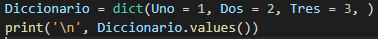 Diccionario = dict(Uno = 1, Dos = 2, Tres = 3, )
print('\n', Diccionario.values())